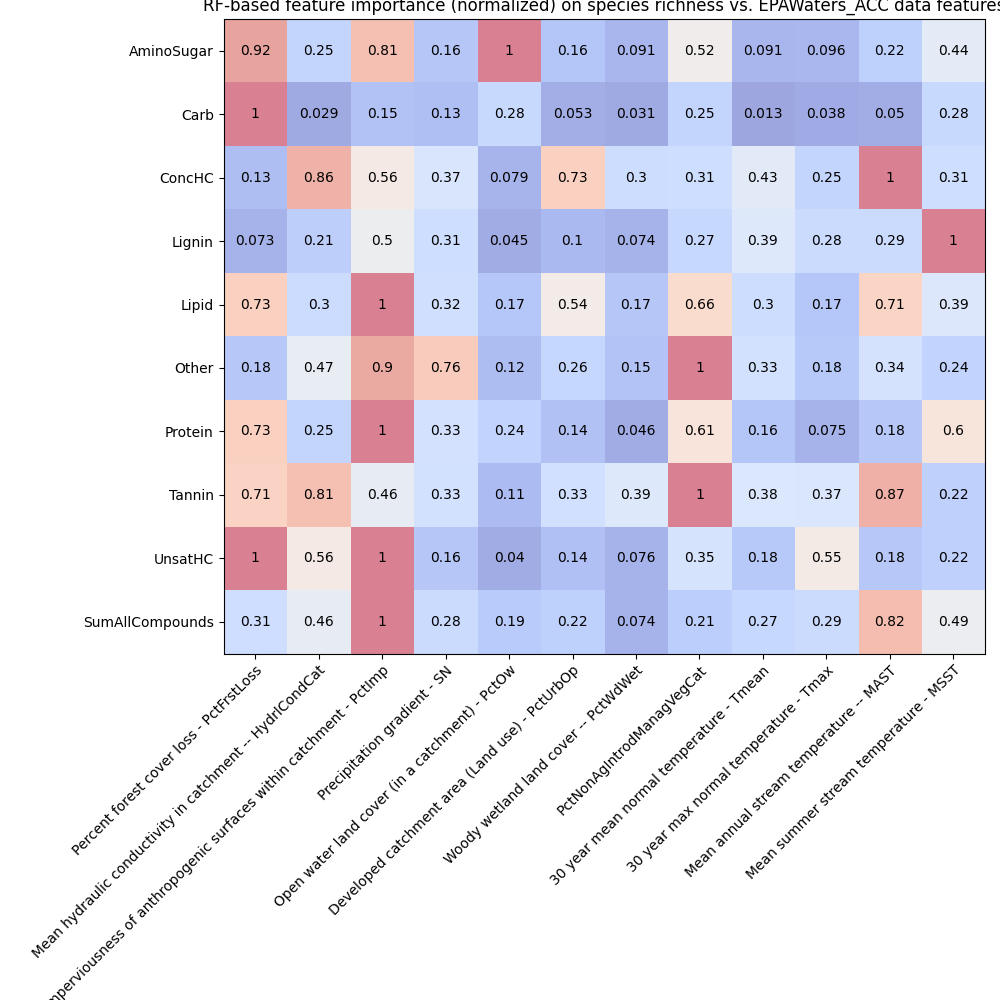 RF-based feature importance (normalized) on species richness vs. EPAWaters_ACC data features
AminoSugar 0.92 0.25 0.81 0.16 1 0.16 0.091 0.52 0.091 0.096 0.22 0.44
Carb 1 0.029 0.15 0.13 0.28 0.053 0.031 0.25 0.013 0.038 0.05 0.28
ConcHC 0.13 0.86 0.56 0.37 0.079 0.73 0.3 0.31 0.43 0.25 1 0.31
Lignin 0.073 0.21 0.5 0.31 0.045 0.1 0.074 0.27 0.39 0.28 0.29 1
Lipid 0.73 0.3 1 0.32 0.17 0.54 0.17 0.66 0.3 0.17 0.71 0.39
Other 0.18 0.47 0.9 0.76 0.12 0.26 0.15 1 0.33 0.18 0.34 0.24
Protein 0.73 0.25 1 0.33 0.24 0.14 0.046 0.61 0.16 0.075 0.18 0.6
Tannin 0.71 0.81 0.46 0.33 0.11 0.33 0.39 1 0.38 0.37 0.87 0.22
UnsatHC 1 0.56 1 0.16 0.04 0.14 0.076 0.35 0.18 0.55 0.18 0.22
SumAllCompounds 0.31 0.46 1 0.28 0.19 0.22 0.074 0.21 0.27 0.29 0.82 0.49
Percent forest cover loss - PctFrstLoss
Mean hydraulic conductivity in catchment -- HydrlCondCat
mperviousness of anthropogenic surfaces within catchment - PctImp
Precipitation gradient - SN
Open water land cover (in a catchment) - PctOw
Developed catchment area (Land use) - PctUrbOp
Woody wetland land cover -- PctWdWet
PctNonAgIntrodManagVegCat
30 year mean normal temperature - Tmean
30 year max normal temperature - Tmax
Mean annual stream temperature -- MAST
Mean summer stream temperature - MSST